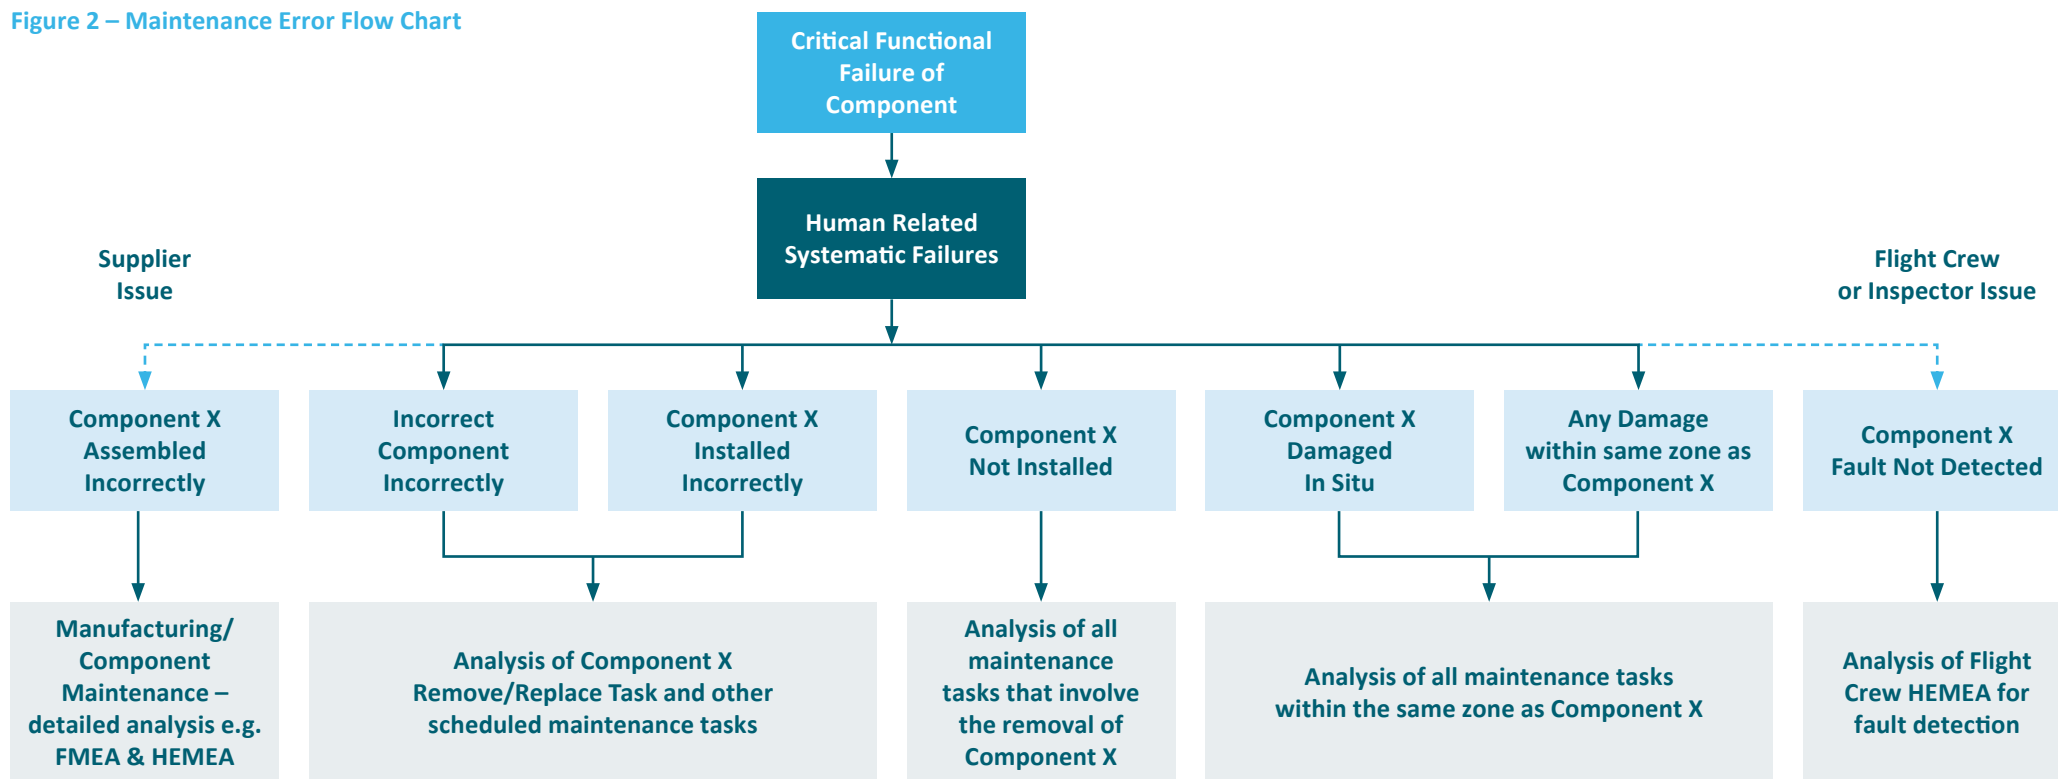 Figure 2 – Maintenance Error Flow Chart
Critical Functional
Failure of
Component
Human Related
Systematic Failures
Supplier
Issue
Flight Crew
or Inspector Issue
Component X
Assembled
Incorrectly
Incorrect
Component
Incorrectly
Component X
Installed
Incorrectly
Component X
Not Installed
Component X
Damaged
In Situ
Any Damage
within same zone as
Component X
Component X
Fault Not Detected
Manufacturing/
Component
Maintenance –
detailed analysis e.g.
FMEA & HEMEA
Analysis of Component X
Remove/Replace Task and other
scheduled maintenance tasks
Analysis of all
maintenance
tasks that involve
the removal of
Component X
Analysis of all maintenance tasks
within the same zone as Component X
Analysis of Flight
Crew HEMEA for
fault detection